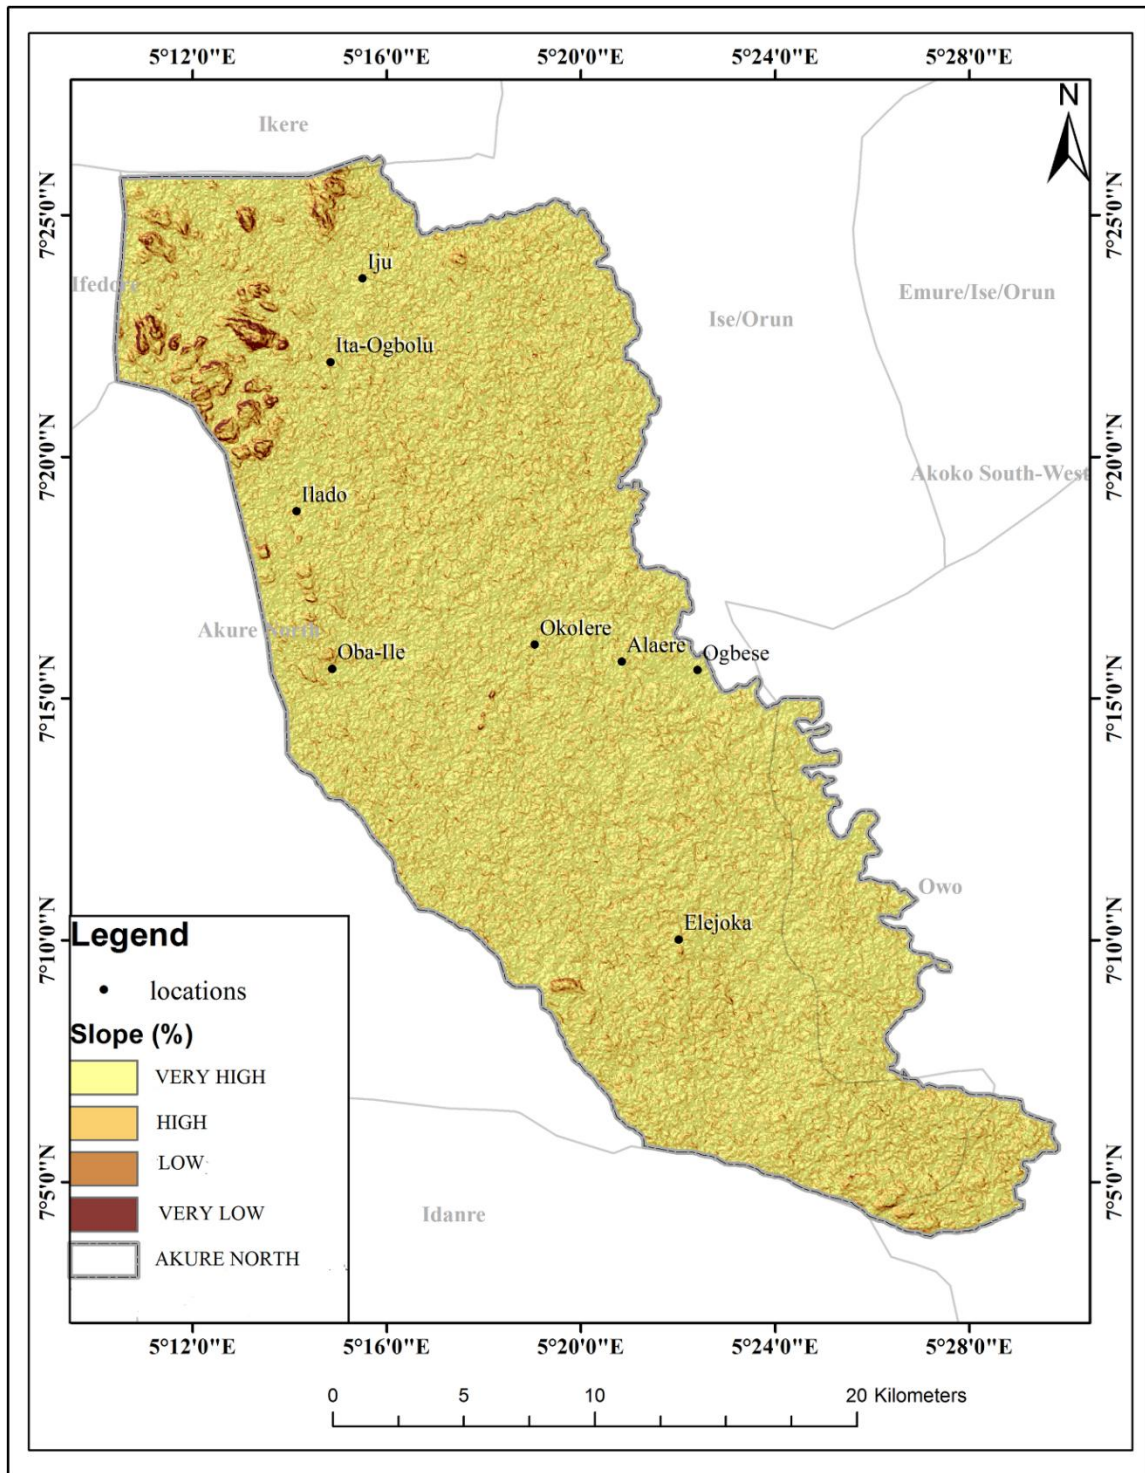 5°12'0"E 5°16'0"E 5°20'0"E 5°24'0"E 5°28'0"E
N
Ikere
7°25'0"N
7°25'0"N
Iju
Ifedore
Emure/Ise/Orun
Ise/Orun
Ita-Ogbolu
7°20'0"N
7°20'0"N
Akoko South-West
Ilado
Akure North
Okolere
Alaere
Oba-Ile
Ogbese
7°15'0"N
7°15'0"N
Owo
Elejoka
7°10'0"N
7°10'0"N
Legend
locations
Slope (%)
VERY HIGH
HIGH
LOW
VERY LOW
AKURE NORTH
7°5'0"N
7°5'0"N
Idanre
5°12'0"E 5°16'0"E 5°20'0"E 5°24'0"E 5°28'0"E
0 5 10 20 Kilometers